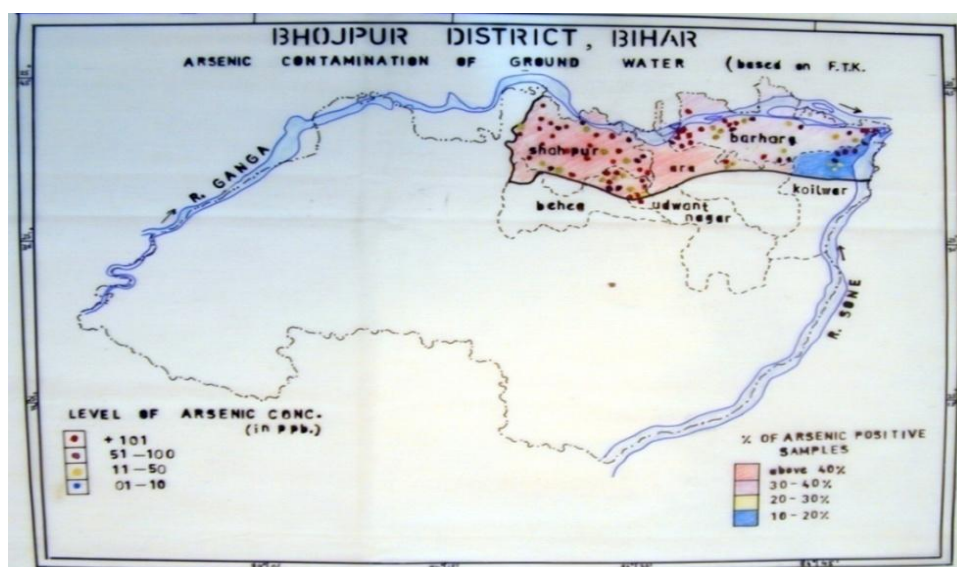 BHOJPUR DISTRICT, BIHAR
ARSENIC CONTAMINATION OF GROUND WATER (based on F.T.K.
R. GANGA
shahpur
barhara
ara
koilwar
behea
udwant
nagar
R. SONE
LEVEL OF ARSENIC CONC.
(in ppb.)
+ 101
51-100
11-50
01-10
% OF ARSENIC POSITIVE
SAMPLES
above 40%
30-40%
20-30%
10-20%